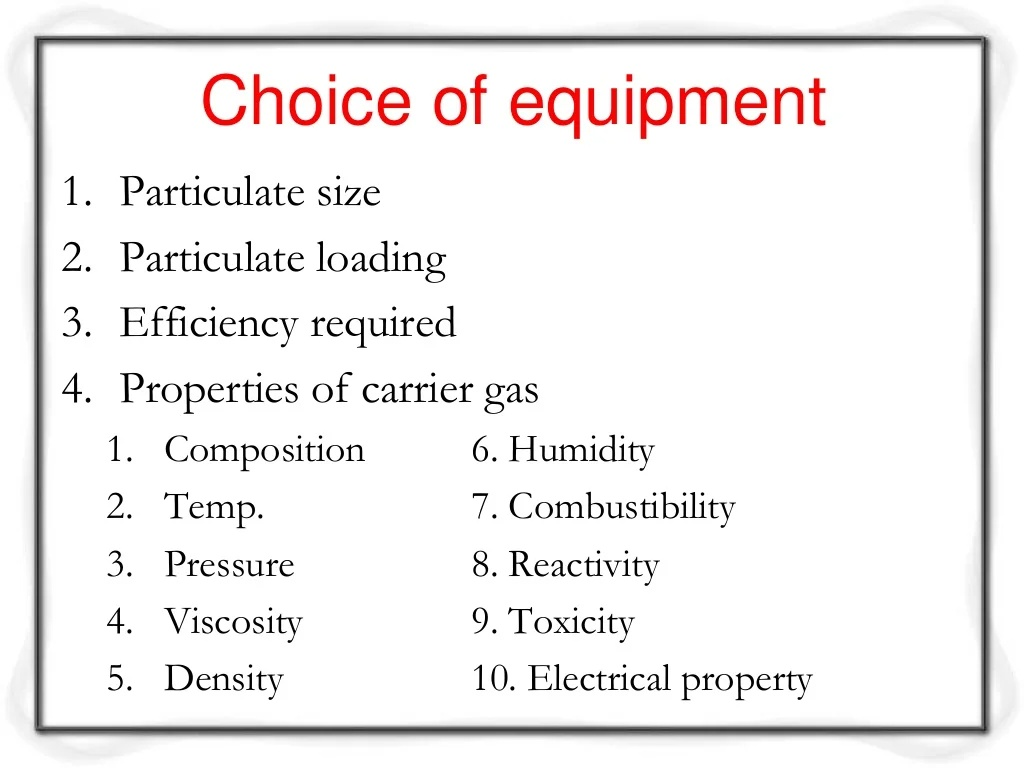 Choice of equipment
1. Particulate size
2. Particulate loading
3. Efficiency required
4. Properties of carrier gas
1. Composition 6. Humidity
2. Temp. 7. Combustibility
3. Pressure 8. Reactivity
4. Viscosity 9. Toxicity
5. Density 10. Electrical property